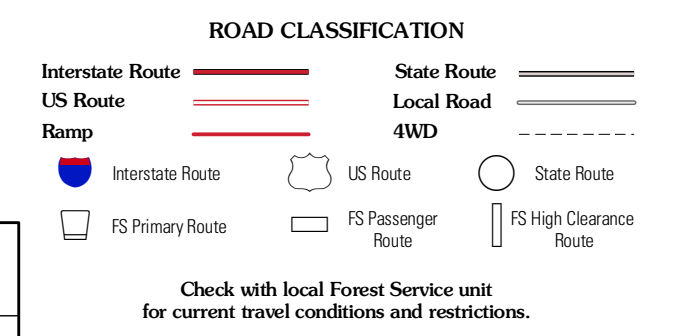 ROAD CLASSIFICATION
Interstate Route
State Route
US Route
Local Road
Ramp
4WD
Interstate Route
US Route
State Route
FS Primary Route
FS Passenger
Route
FS High Clearance
Route
Check with local Forest Service unit
for current travel conditions and restrictions.